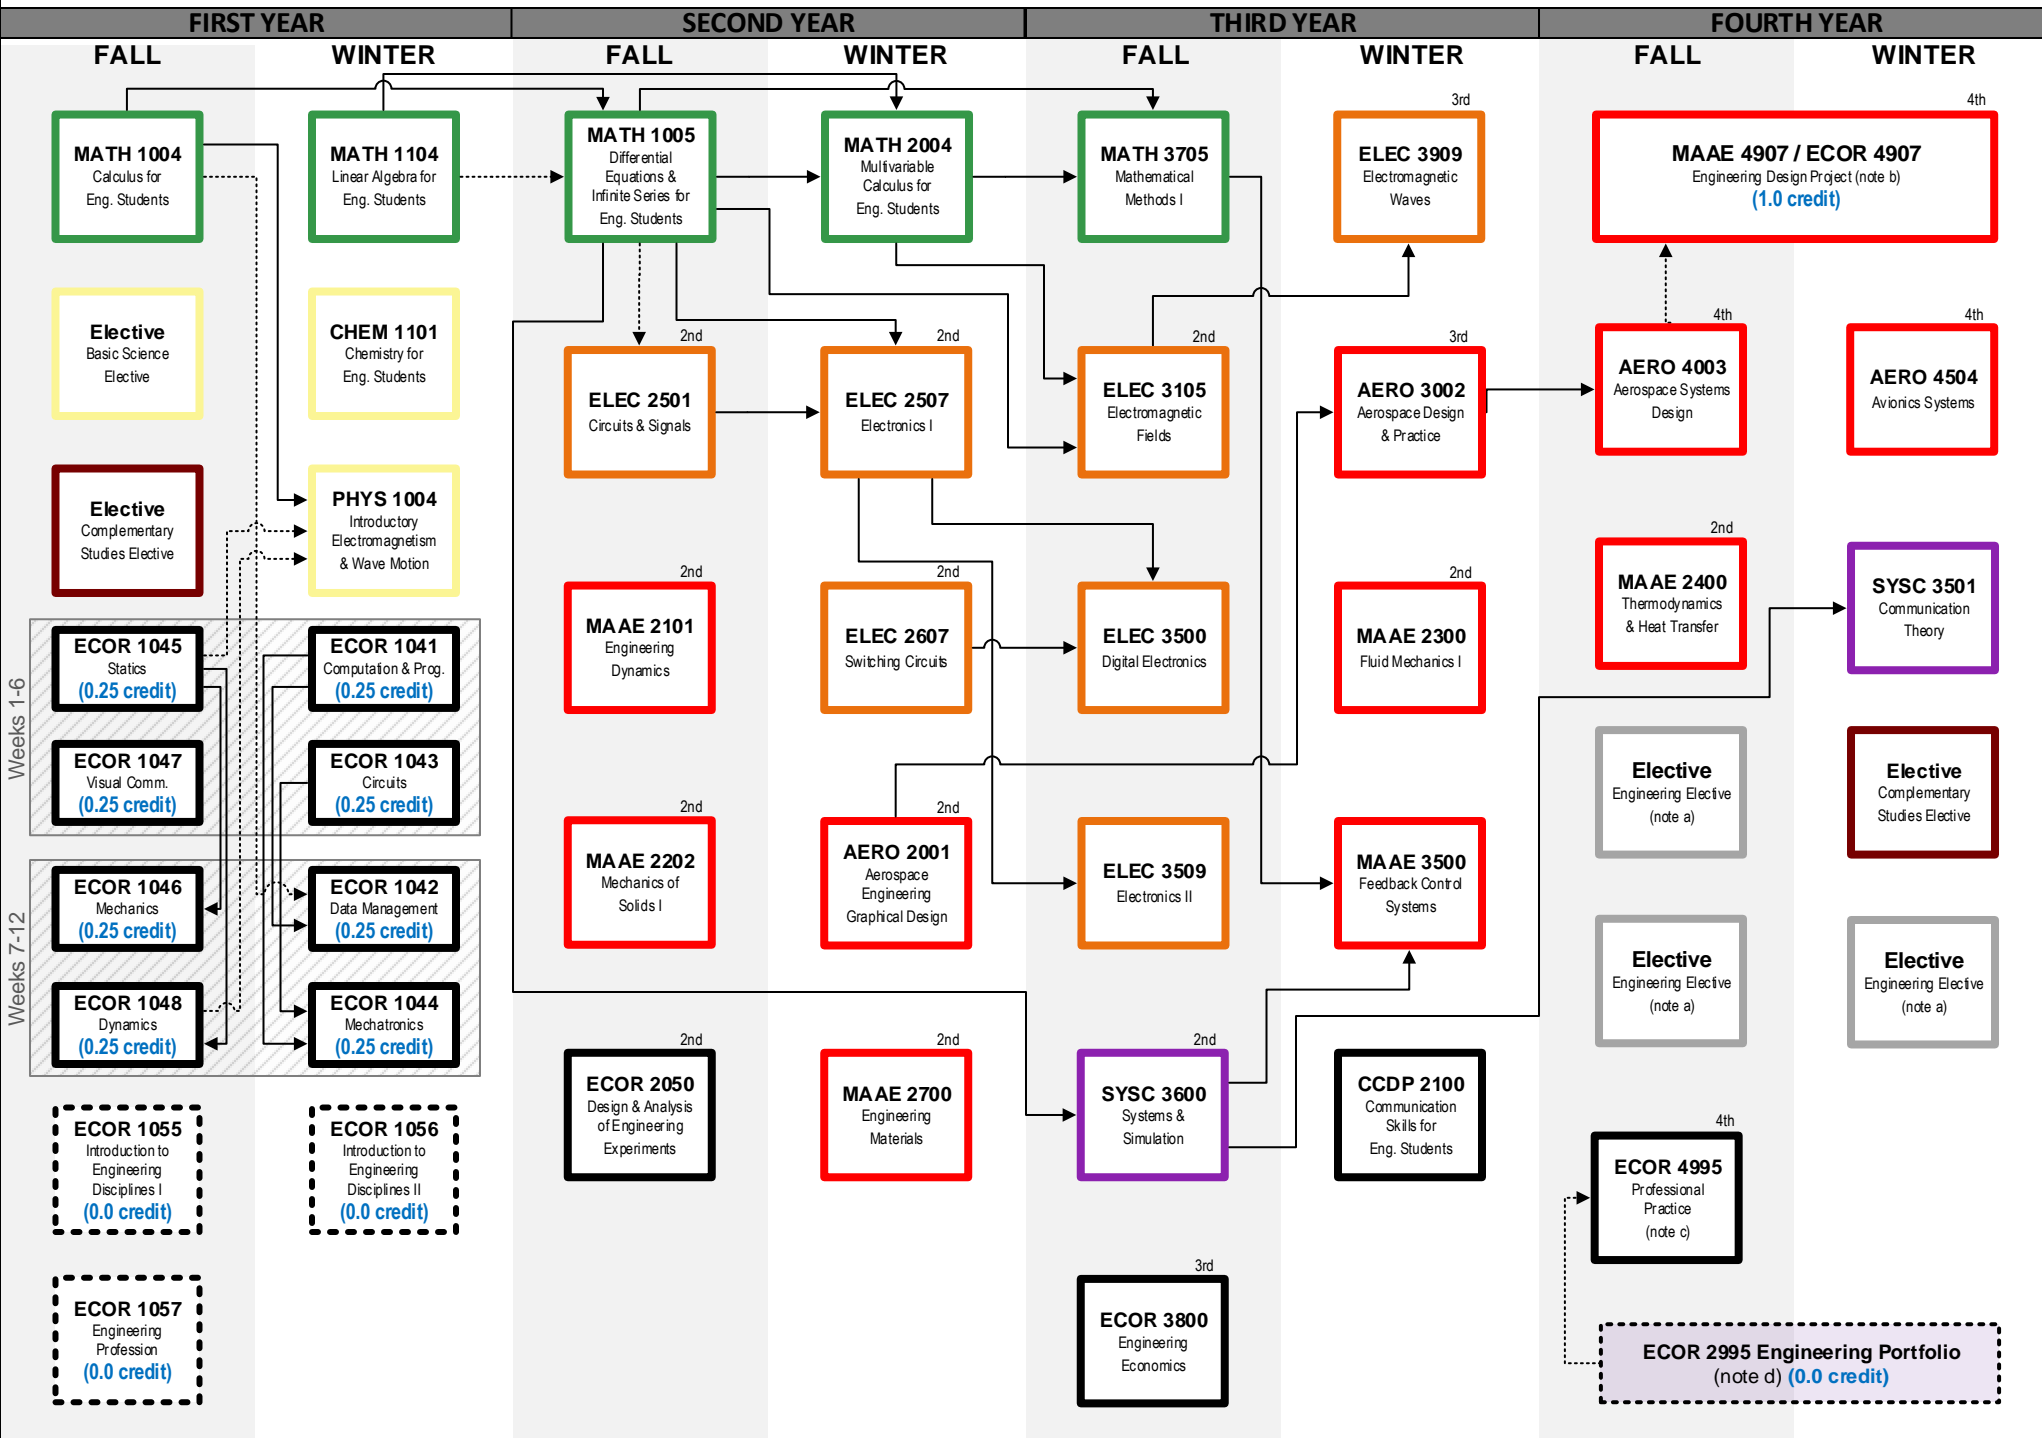 FIRST YEAR
SECOND YEAR
THIRD YEAR
FOURTH YEAR
FALL
WINTER
FALL
WINTER
FALL
WINTER
FALL
WINTER
MATH 1004
Calculus for
Eng. Students
Elective
Basic Science
Elective
Elective
Complementary
Studies Elective
Weeks 1-6
ECOR 1045
Statics
(0.25 credit)
ECOR 1047
Visual Comm.
(0.25 credit)
Weeks 7-12
ECOR 1046
Mechanics
(0.25 credit)
ECOR 1048
Dynamics
(0.25 credit)
ECOR 1055
Introduction to
Engineering
Disciplines I
(0.0 credit)
ECOR 1057
Engineering
Profession
(0.0 credit)
MATH 1104
Linear Algebra for
Eng. Students
CHEM 1101
Chemistry for
Eng. Students
PHYS 1004
Introductory
Electromagnetism
& Wave Motion
ECOR 1041
Computation & Prog.
(0.25 credit)
ECOR 1043
Circuits
(0.25 credit)
ECOR 1042
Data Management
(0.25 credit)
ECOR 1044
Mechatronics
(0.25 credit)
ECOR 1056
Introduction to
Engineering
Disciplines II
(0.0 credit)
MATH 1005
Differential
Equations &
Infinite Series for
Eng. Students
2nd
ELEC 2501
Circuits & Signals
2nd
MAAE 2101
Engineering
Dynamics
2nd
MAAE 2202
Mechanics of
Solids I
2nd
ECOR 2050
Design & Analysis
of Engineering
Experiments
MATH 2004
Multivariable
Calculus for
Eng. Students
2nd
ELEC 2507
Electronics I
2nd
ELEC 2607
Switching Circuits
2nd
AERO 2001
Aerospace
Engineering
Graphical Design
2nd
MAAE 2700
Engineering
Materials
MATH 3705
Mathematical
Methods I
2nd
ELEC 3105
Electromagnetic
Fields
ELEC 3500
Digital Electronics
ELEC 3509
Electronics II
2nd
SYSC 3600
Systems &
Simulation
3rd
ECOR 3800
Engineering
Economics
3rd
ELEC 3909
Electromagnetic
Waves
3rd
AERO 3002
Aerospace Design
& Practice
2nd
MAAE 2300
Fluid Mechanics I
MAAE 3500
Feedback Control
Systems
CCDP 2100
Communication
Skills for
Eng. Students
4th
MAAE 4907 / ECOR 4907
Engineering Design Project (note b)
(1.0 credit)
4th
AERO 4003
Aerospace Systems
Design
2nd
MAAE 2400
Thermodynamics
& Heat Transfer
Elective
Engineering Elective
(note a)
Elective
Engineering Elective
(note a)
4th
ECOR 4995
Professional
Practice
(note c)
4th
AERO 4504
Avionics Systems
SYSC 3501
Communication
Theory
Elective
Complementary
Studies Elective
Elective
Engineering Elective
(note a)
ECOR 2995 Engineering Portfolio
(note d) (0.0 credit)